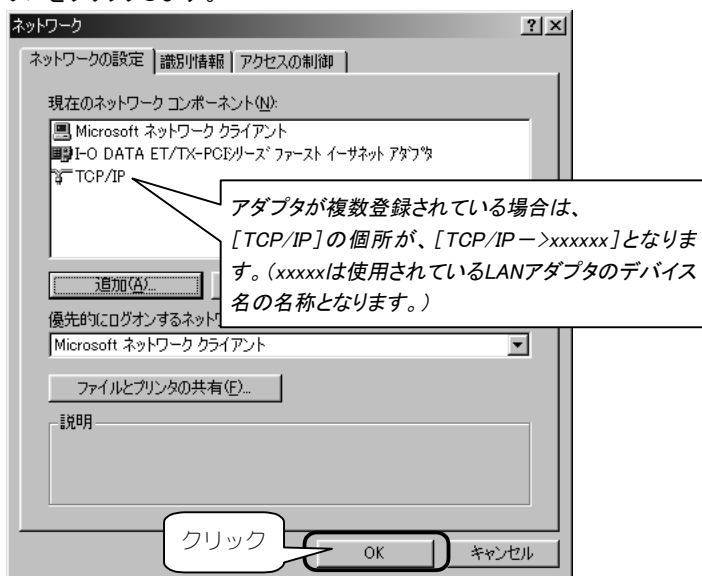 ネットワーク
ネットワークの設定 識別情報 アクセスの制御
現在のネットワーク コンポーネント(N):
Microsoft ネットワーク クライアント
I-O DATA ET/TX-PCIシリーズ ファースト イーサネット アダプタ
TCP/IP
アダプタが複数登録されている場合は、
[TCP/IP]の個所が、[TCP/IP－>xxxxxx]となりま
す。(xxxxxは使用されているLANアダプタのデバイス
名の名称となります。)
追加(A)...
優先的にログオンするネット
Microsoft ネットワーク クライアント
ファイルとプリンタの共有(F)...
説明
クリック
OK キャンセル